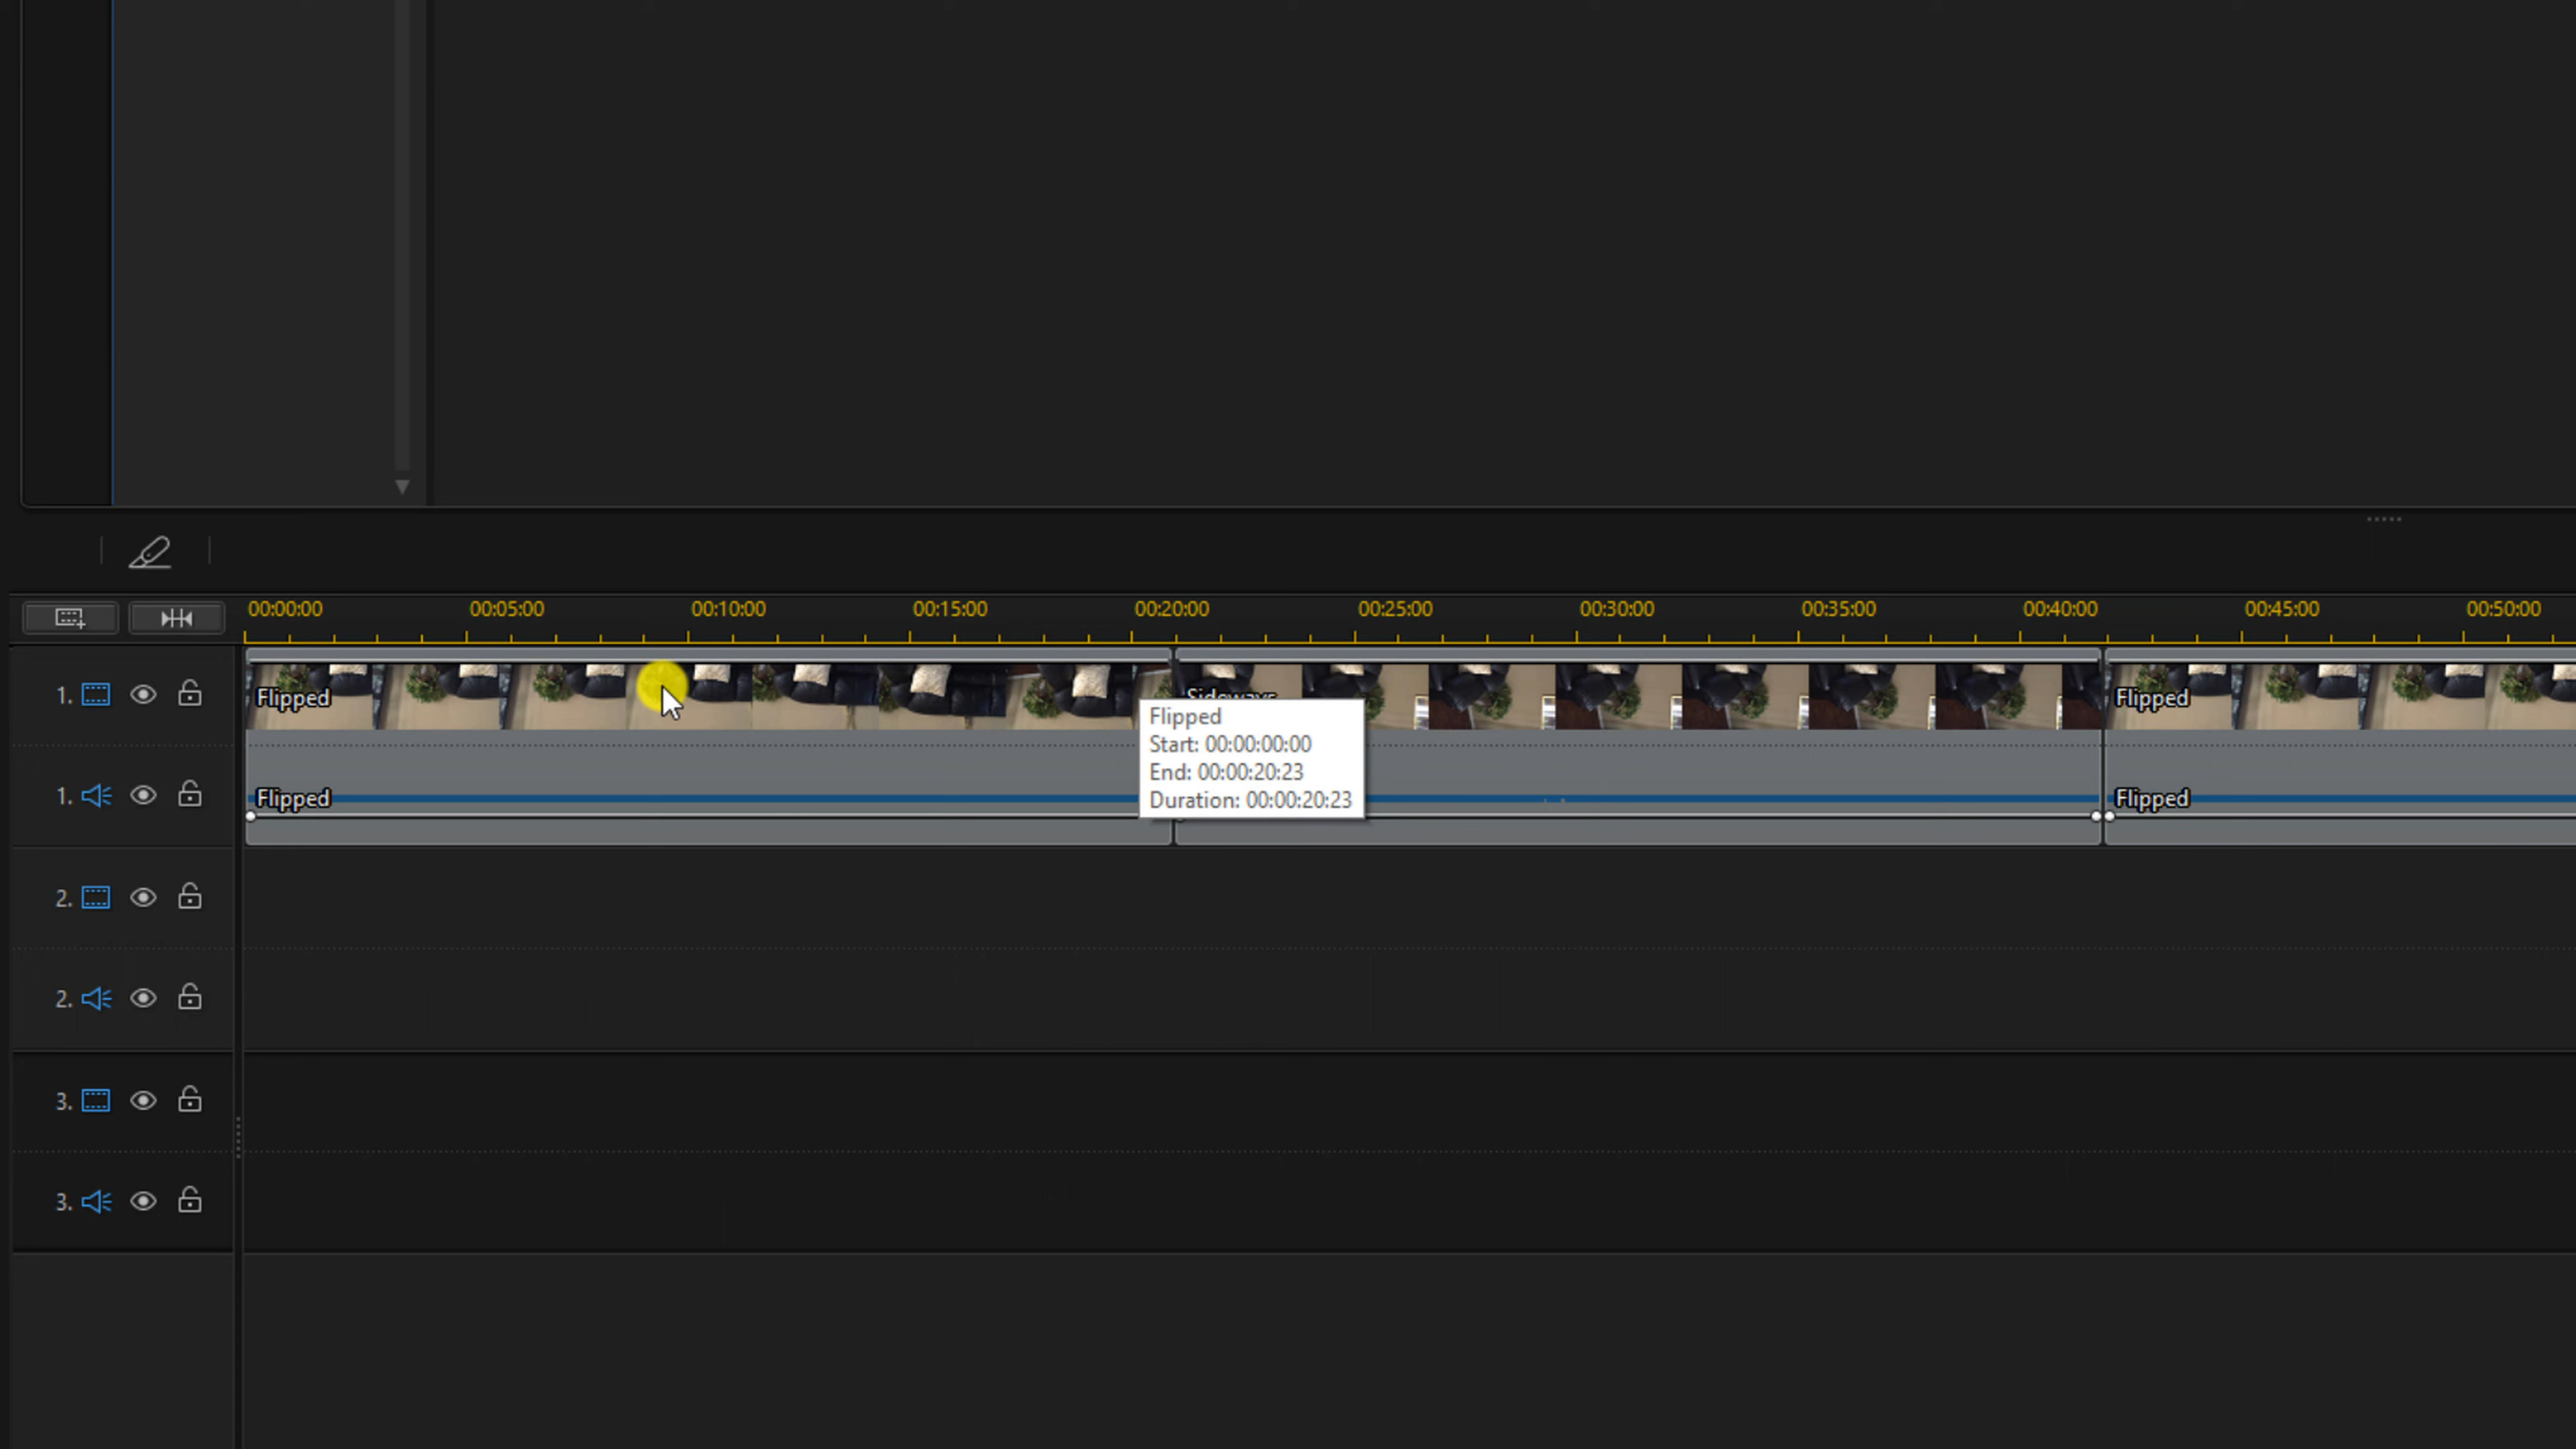 00:00:00 00:05:00 00:10:00 00:15:00 00:20:00 00:25:00 00:30:00 00:35:00 00:40:00 00:45:00 00:50:00
1. Flipped Sideways Flipped
Flipped
Start: 00:00:00:00
End: 00:00:20:23
Duration: 00:00:20:23
1. Flipped Flipped
2.
2.
3.
3.